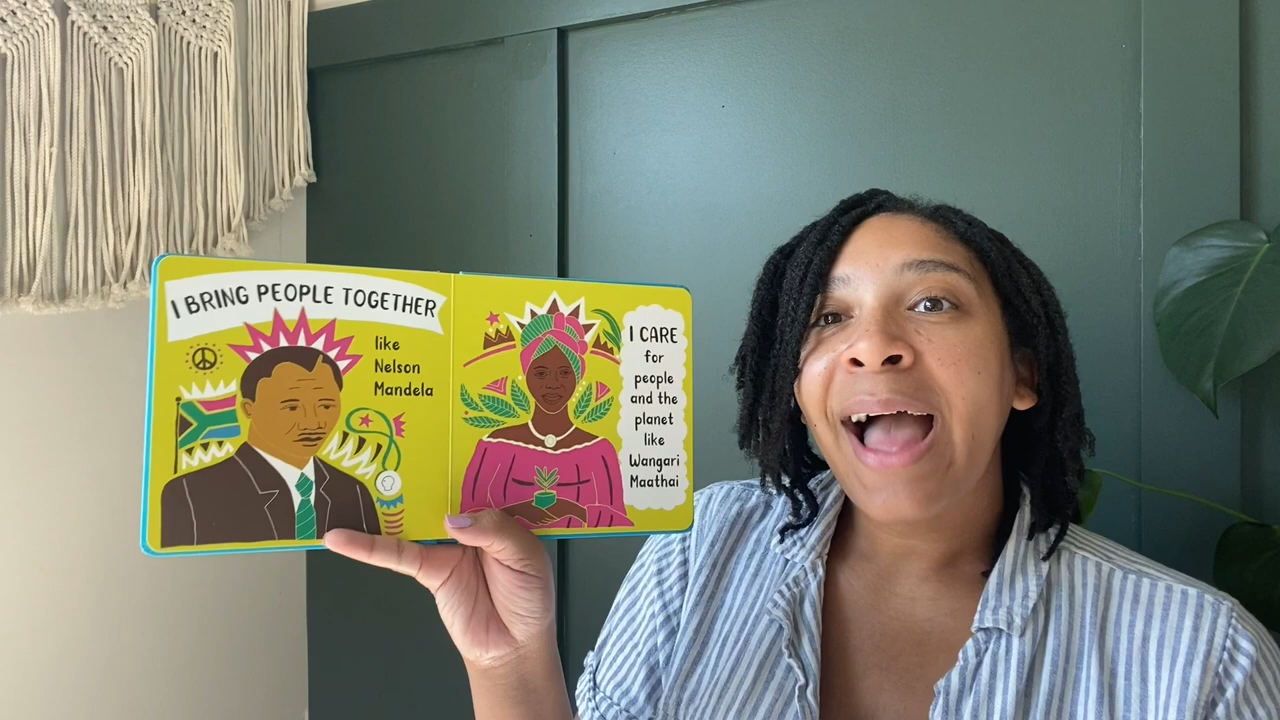 I BRING PEOPLE TOGETHER
like
Nelson
Mandela
I CARE
for
people
and the
planet
like
Wangari
Maathai